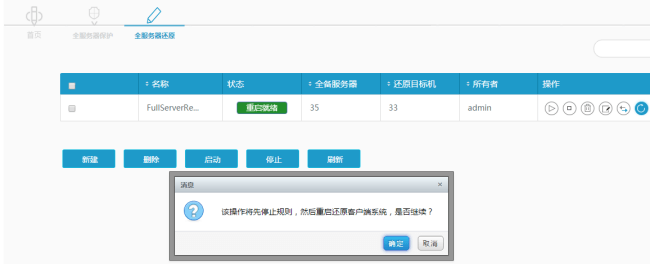 首页 全服务器保护 全服务器还原
名称 状态 全备服务器 还原目标机 所有者 操作
FullServerRe... 重启就绪 35 33 admin
新建 删除 启动 停止 刷新
消息 ×
该操作将先停止规则，然后重启还原客户端系统，是否继续？
确定 取消